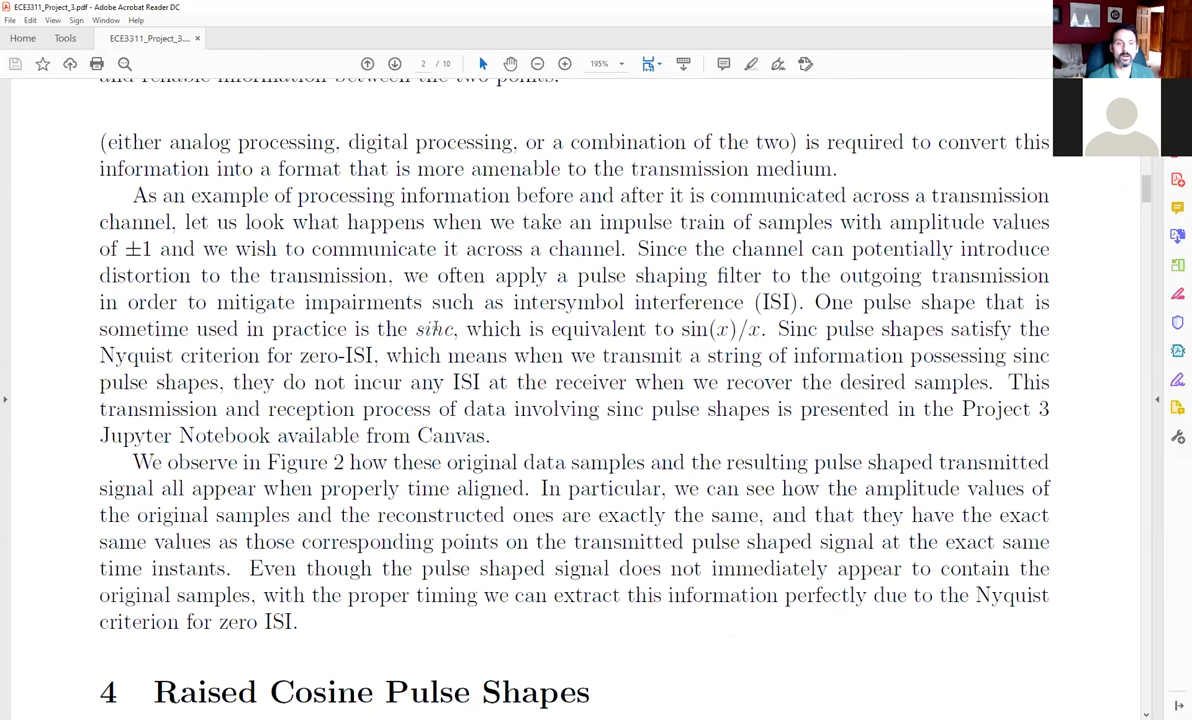 ECE3311_Project_3.pdf - Adobe Acrobat Reader DC
File Edit View Sign Window Help
Home Tools ECE3311_Project_3.... ×
2 / 10 195%
and reliable information between the two points.
(either analog processing, digital processing, or a combination of the two) is required to convert this
information into a format that is more amenable to the transmission medium.
As an example of processing information before and after it is communicated across a transmission
channel, let us look what happens when we take an impulse train of samples with amplitude values
of ±1 and we wish to communicate it across a channel. Since the channel can potentially introduce
distortion to the transmission, we often apply a pulse shaping filter to the outgoing transmission
in order to mitigate impairments such as intersymbol interference (ISI). One pulse shape that is
sometime used in practice is the sinc, which is equivalent to sin(x)/x. Sinc pulse shapes satisfy the
Nyquist criterion for zero-ISI, which means when we transmit a string of information possessing sinc
pulse shapes, they do not incur any ISI at the receiver when we recover the desired samples. This
transmission and reception process of data involving sinc pulse shapes is presented in the Project 3
Jupyter Notebook available from Canvas.
We observe in Figure 2 how these original data samples and the resulting pulse shaped transmitted
signal all appear when properly time aligned. In particular, we can see how the amplitude values of
the original samples and the reconstructed ones are exactly the same, and that they have the exact
same values as those corresponding points on the transmitted pulse shaped signal at the exact same
time instants. Even though the pulse shaped signal does not immediately appear to contain the
original samples, with the proper timing we can extract this information perfectly due to the Nyquist
criterion for zero ISI.
4 Raised Cosine Pulse Shapes